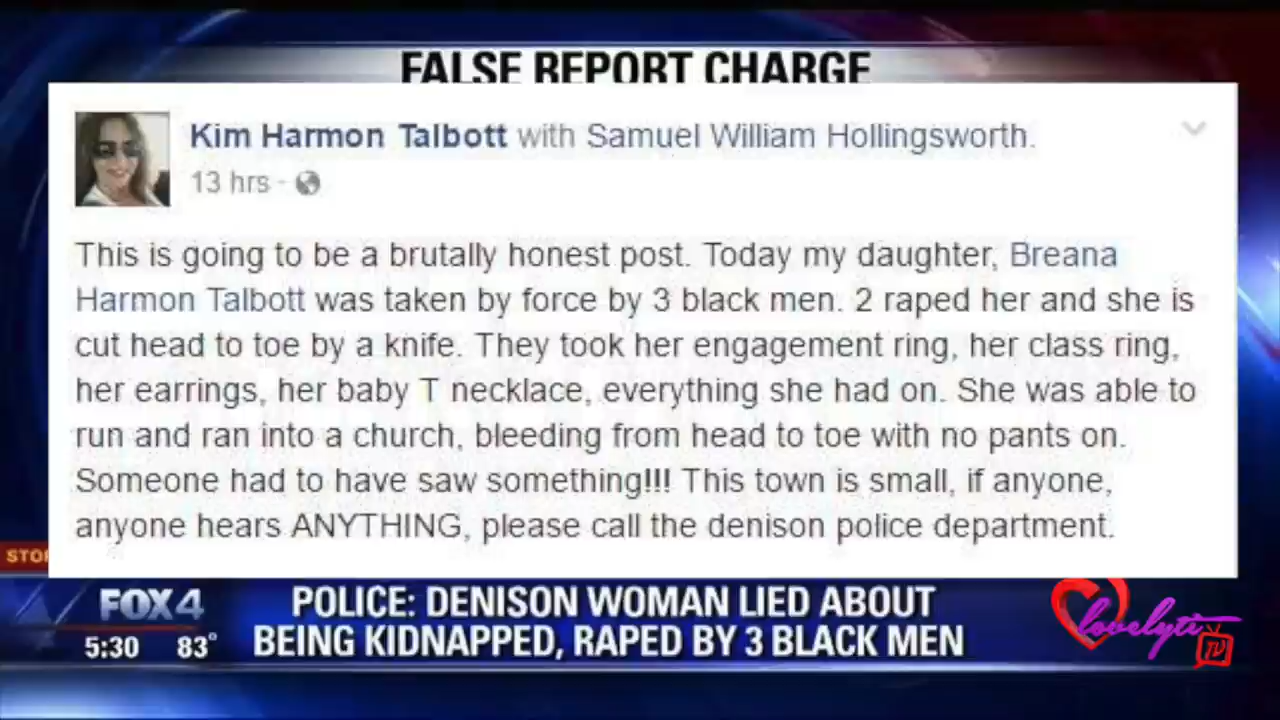 FALSE REPORT CHARGE
Kim Harmon Talbott with Samuel William Hollingsworth.
13 hrs -
This is going to be a brutally honest post. Today my daughter, Breana
Harmon Talbott was taken by force by 3 black men. 2 raped her and she is
cut head to toe by a knife. They took her engagement ring, her class ring,
her earrings, her baby T necklace, everything she had on. She was able to
run and ran into a church, bleeding from head to toe with no pants on.
Someone had to have saw something!!! This town is small, if anyone,
anyone hears ANYTHING, please call the denison police department.
STO
FOX 4
5:30 83°
POLICE: DENISON WOMAN LIED ABOUT
BEING KIDNAPPED, RAPED BY 3 BLACK MEN
lovelyti
TV